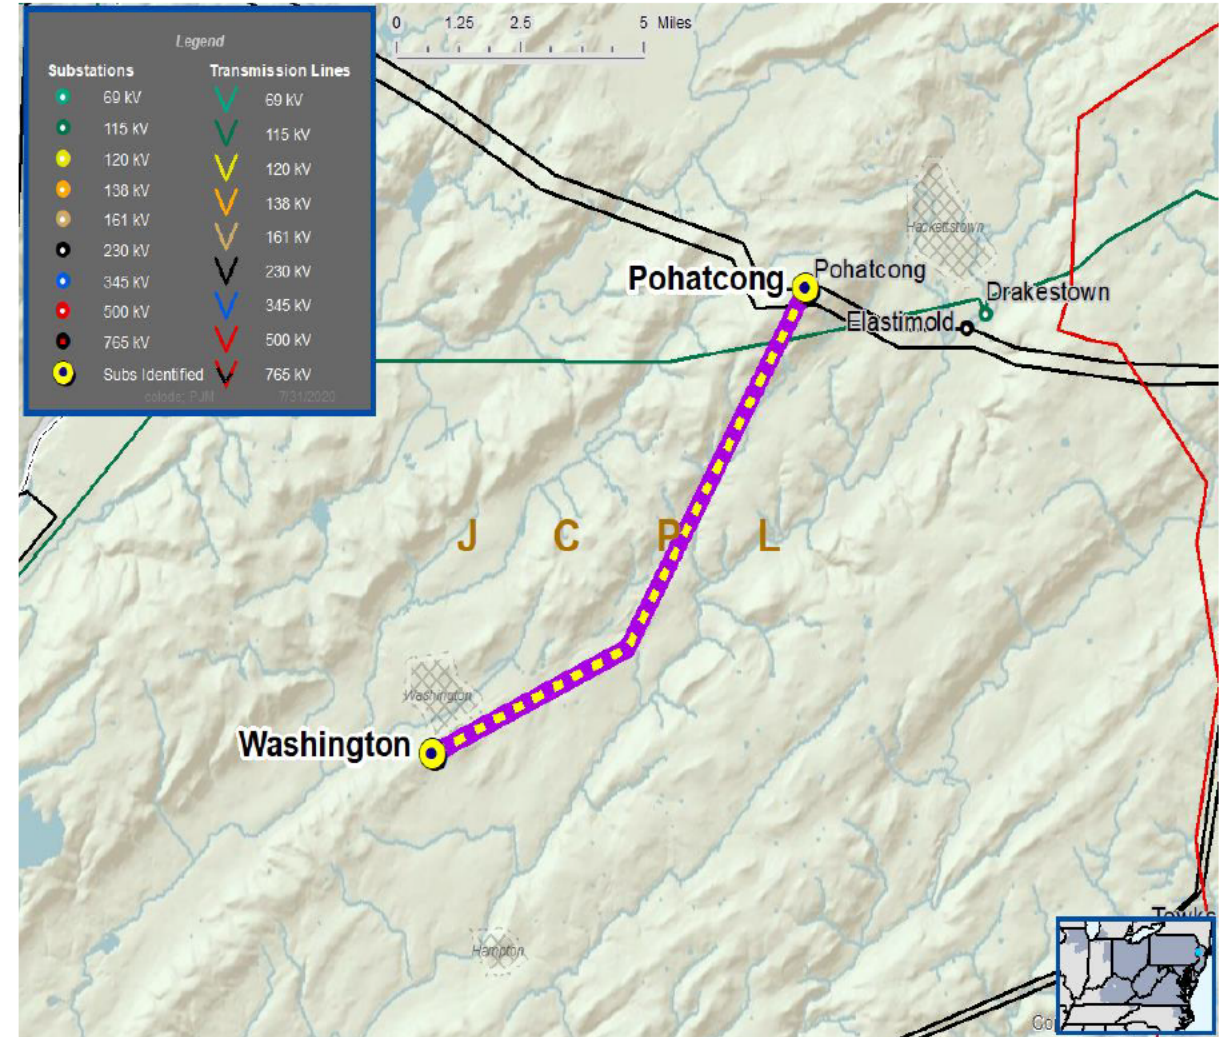 0 1.25 2.5 5 Miles
Legend
Substations Transmission Lines
69 kV 69 kV
115 kV 115 kV
120 kV 120 kV
138 kV 138 kV
161 kV 161 kV
230 kV 230 kV
345 kV 345 kV
500 kV 500 kV
765 kV 765 kV
Subs Identified
7/31/2020
Hackettstown
Pohatcong
Pohatcong
Drakestown
Elastimold
J C P L
Washington
Washington
Hampton